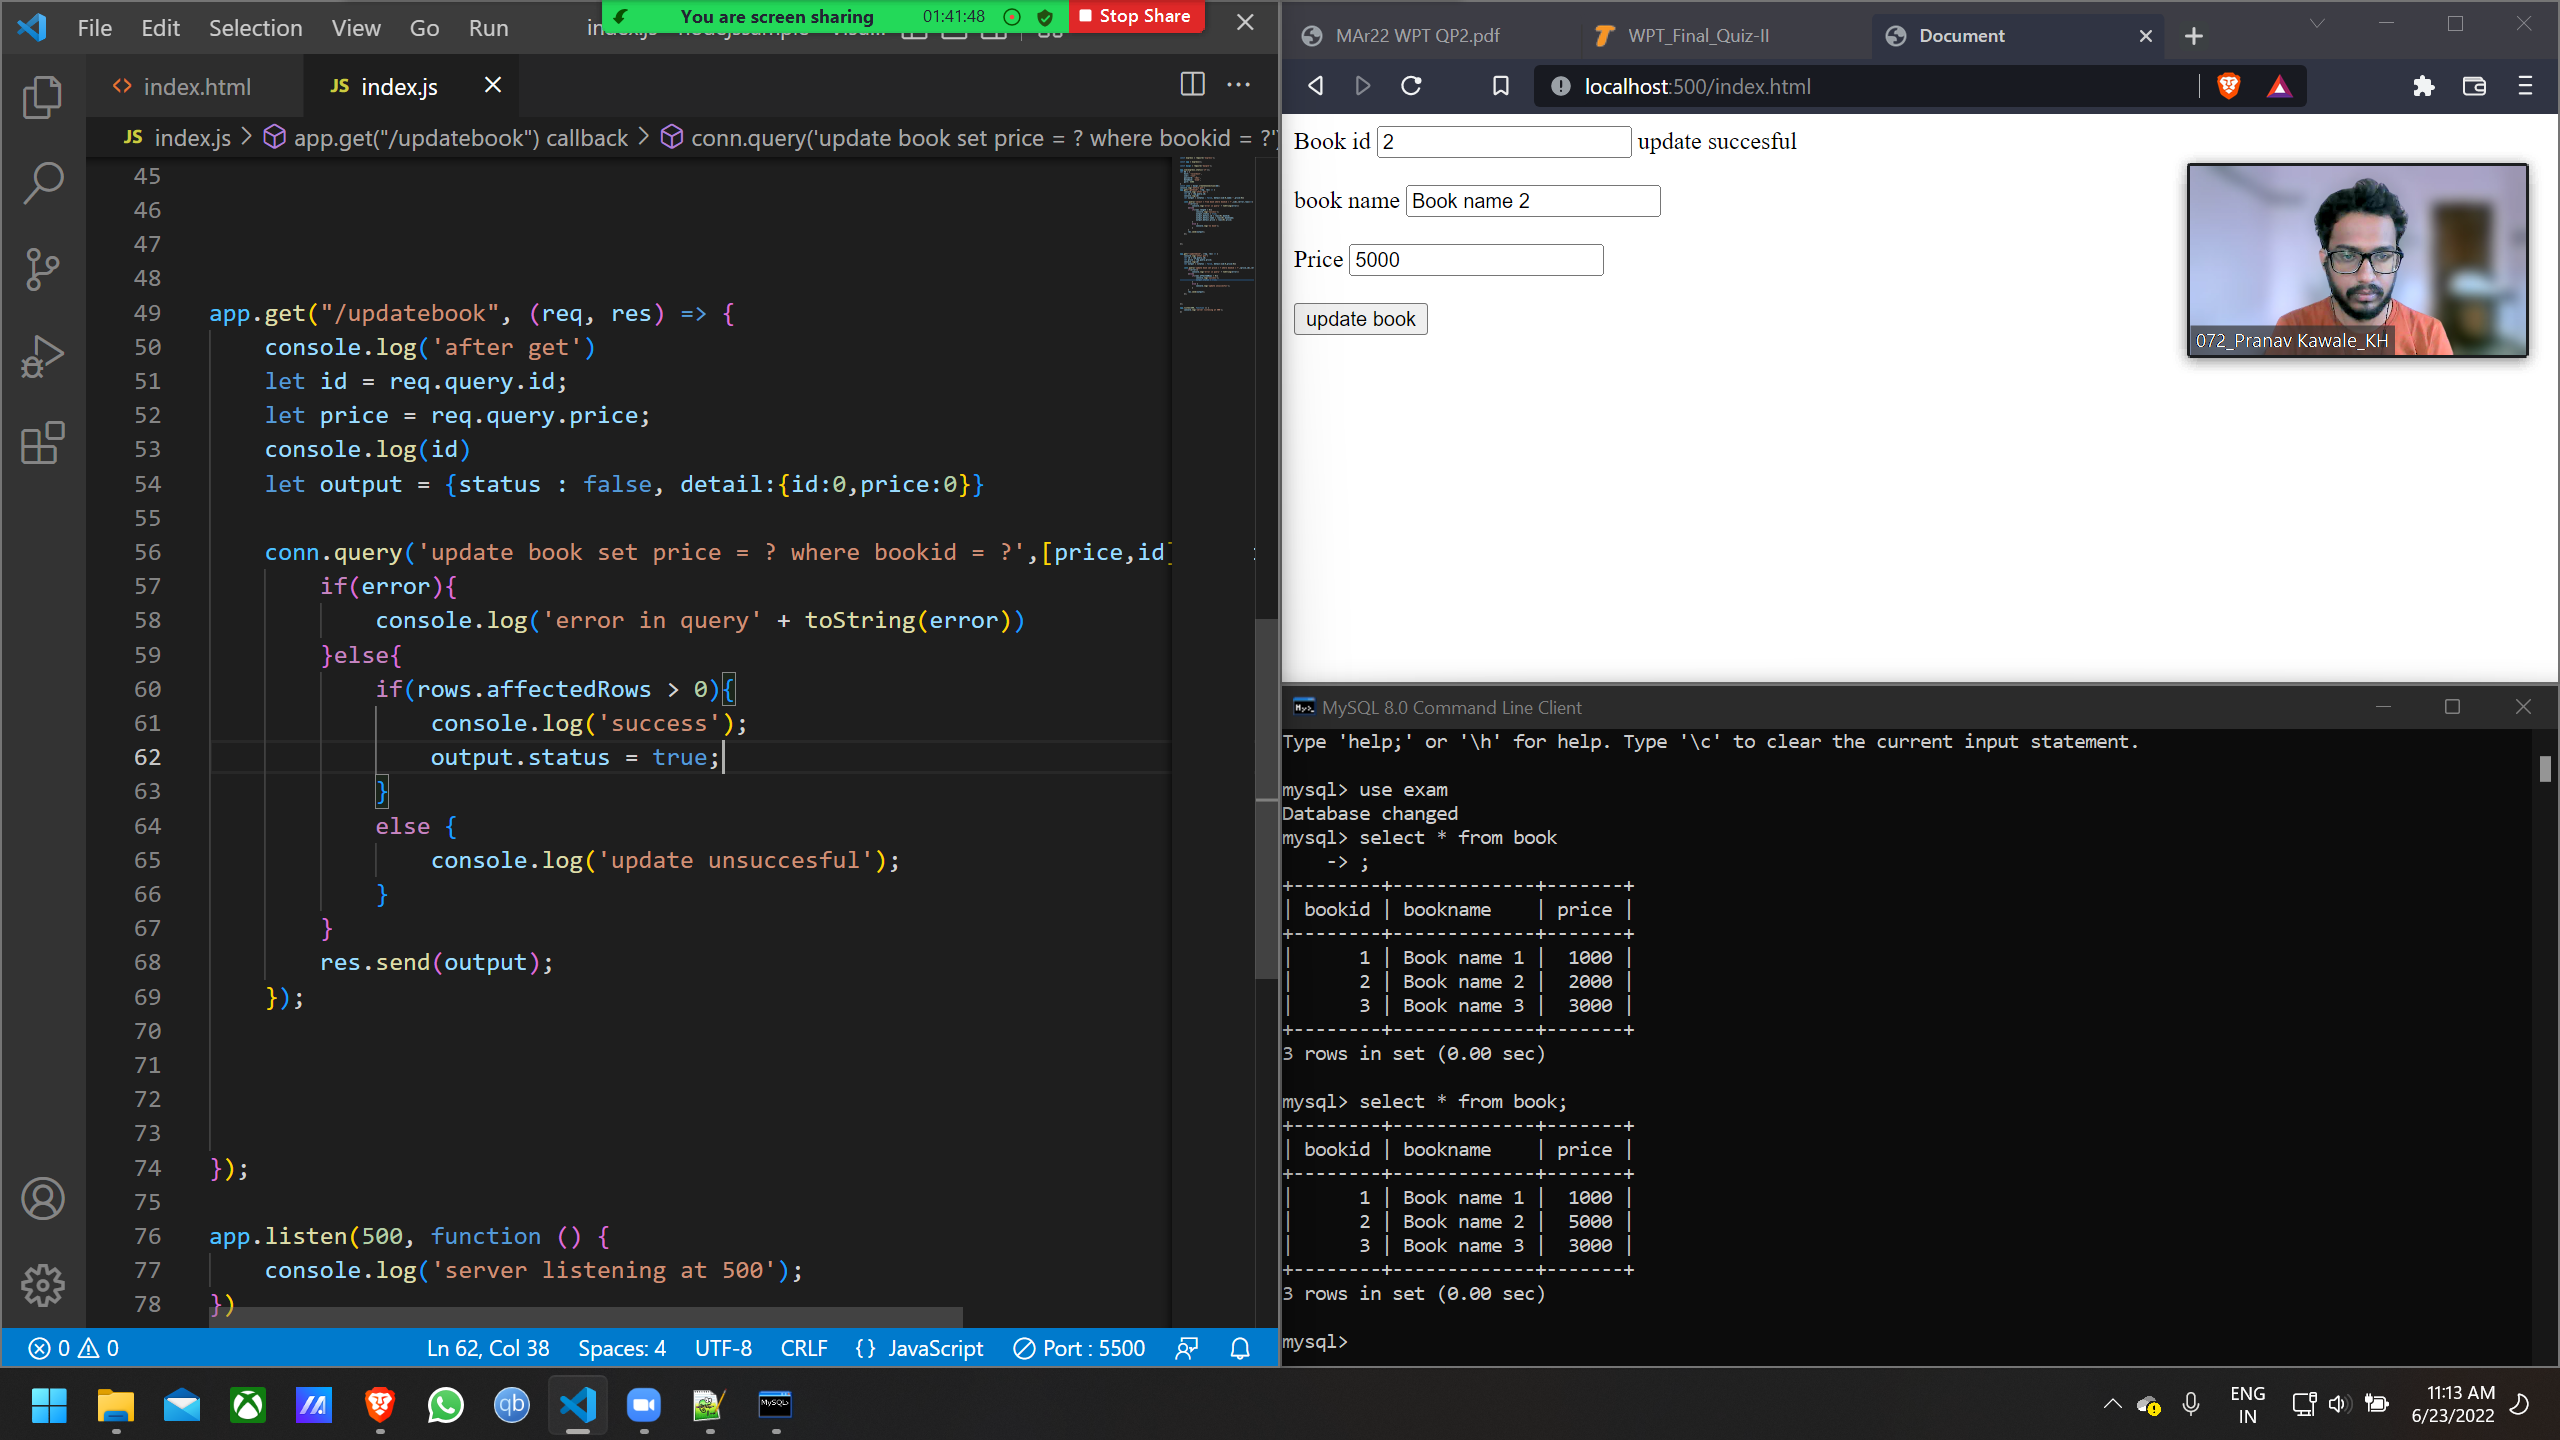 File Edit Selection View Go Run
You are screen sharing 01:41:48 Stop Share
index.html
JS index.js
JS index.js > app.get("/updatebook") callback > conn.query('update book set price = ? where bookid = ?')
45
46
47
48
49 app.get("/updatebook", (req, res) => {
50 console.log('after get')
51 let id = req.query.id;
52 let price = req.query.price;
53 console.log(id)
54 let output = {status : false, detail:{id:0,price:0}}
55
56 conn.query('update book set price = ? where bookid = ?',[price,id]
57 if(error){
58 console.log('error in query' + toString(error))
59 }else{
60 if(rows.affectedRows > 0){
61 console.log('success');
62 output.status = true;
63 }
64 else {
65 console.log('update unsuccesful');
66 }
67 }
68 res.send(output);
69 });
70
71
72
73
74 });
75
76 app.listen(500, function () {
77 console.log('server listening at 500');
78 })
0 0 Ln 62, Col 38 Spaces: 4 UTF-8 CRLF {} JavaScript Port : 5500
MAr22 WPT QP2.pdf
WPT_Final_Quiz-II
Document
localhost:500/index.html
Book id 2 update succesful
book name Book name 2
Price 5000
update book
072_Pranav Kawale_KH
MySQL 8.0 Command Line Client
Type 'help;' or '\h' for help. Type '\c' to clear the current input statement.
mysql> use exam
Database changed
mysql> select * from book
-> ;
+--------+-------------+-------+
| bookid | bookname | price |
+--------+-------------+-------+
| 1 | Book name 1 | 1000 |
| 2 | Book name 2 | 2000 |
| 3 | Book name 3 | 3000 |
+--------+-------------+-------+
3 rows in set (0.00 sec)
mysql> select * from book;
+--------+-------------+-------+
| bookid | bookname | price |
+--------+-------------+-------+
| 1 | Book name 1 | 1000 |
| 2 | Book name 2 | 5000 |
| 3 | Book name 3 | 3000 |
+--------+-------------+-------+
3 rows in set (0.00 sec)
mysql>
qb
MySQL
ENG
IN
11:13 AM
6/23/2022